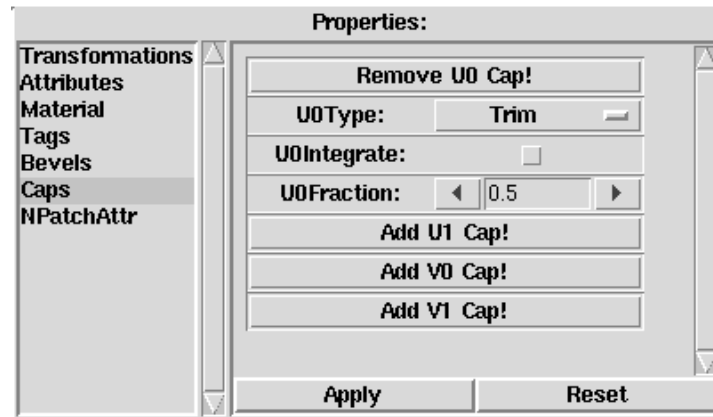 Properties:
Transformations
Attributes
Material
Tags
Bevels
Caps
NPatchAttr
Remove U0 Cap!
U0Type: Trim
U0Integrate:
U0Fraction: 0.5
Add U1 Cap!
Add V0 Cap!
Add V1 Cap!
Apply Reset